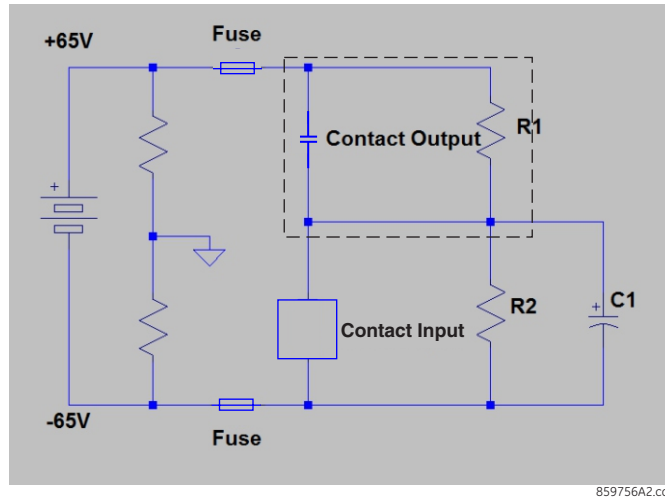 +65V
Fuse
Contact Output
R1
+
R2
+
C1
Contact Input
-65V
Fuse